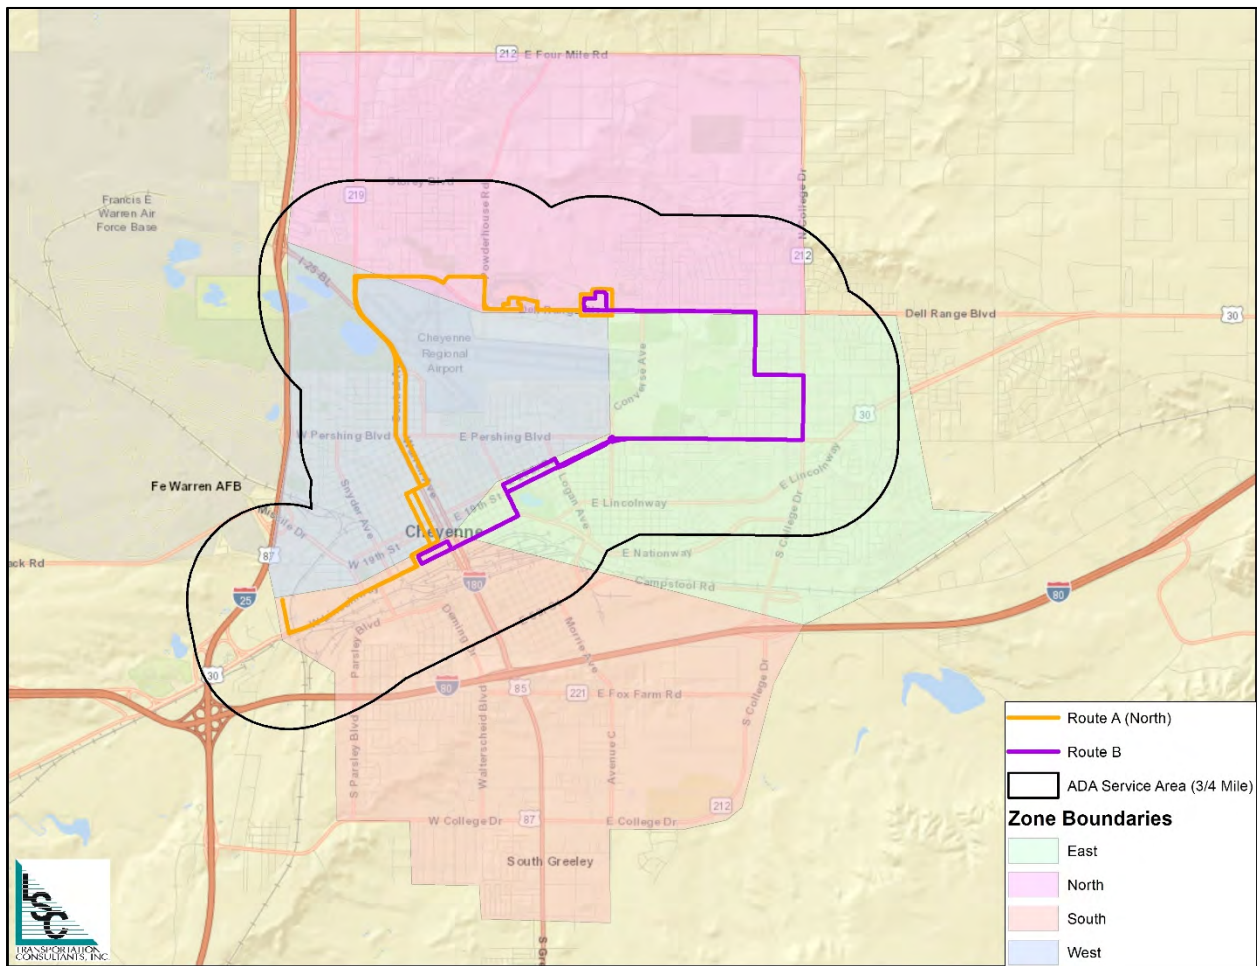 212
E Four Mile Rd
Storey Blvd
219
Powderhouse Rd
N College Dr
Francis E
Warren Air
Force Base
212
I-25 BL
Dell Range Blvd
30
Cheyenne
Regional
Airport
Converse Ave
30
W Pershing Blvd
E Pershing Blvd
Warren Ave
E Lincolnway
Fe Warren AFB
Snyder Ave
Logan Ave
E 19th St
E Lincolnway
Missile Dr
Cheyenne
S College Dr
W 19th St
E Nationway
87
180
Campstool Rd
25
80
Deming
Morrie Ave
Parsley Blvd
30
80
85
221
E Fox Farm Rd
S College Dr
S Parsley Blvd
Walterscheid Blvd
Avenue C
212
W College Dr
87
E College Dr
South Greeley
Route A (North)
Route B
ADA Service Area (3/4 Mile)
Zone Boundaries
East
North
South
West
LSC
TRANSPORTATION
CONSULTANTS, INC.